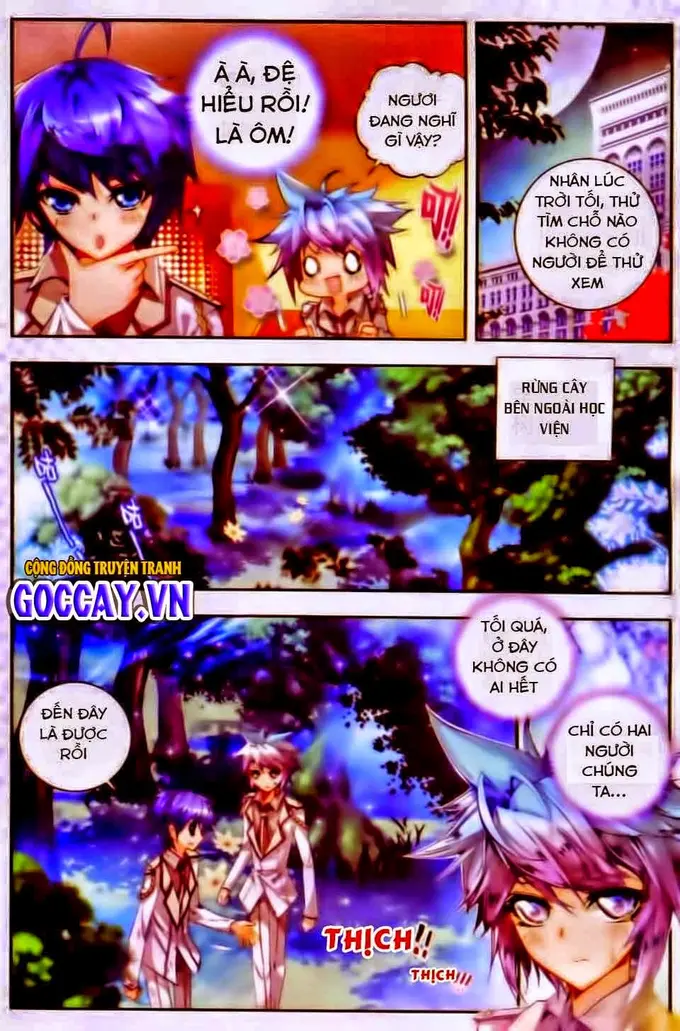 À À, ĐỆ
HIỂU RỒI!
LÀ ÔM!
NGƯƠI
ĐANG NGHĨ
GÌ VẬY?
NHÂN LÚC
TRỜI TỐI, THỬ
TÌM CHỖ NÀO
KHÔNG CÓ
NGƯỜI ĐỂ THỬ
XEM
RỪNG CÂY
BÊN NGOÀI HỌC
VIỆN
CỘNG ĐỒNG TRUYỆN TRANH
GOCCAY.VN
TỐI QUÁ,
Ở ĐÂY
KHÔNG CÓ
AI HẾT
ĐẾN ĐÂY
LÀ ĐƯỢC
RỒI
CHỈ CÓ HAI
NGƯỜI
CHÚNG
TA...
THỊCH!!
THỊCH!!!